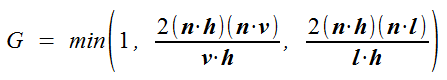 G = min(1, 2(n·h)(n·v)/v·h, 2(n·h)(n·l)/l·h)